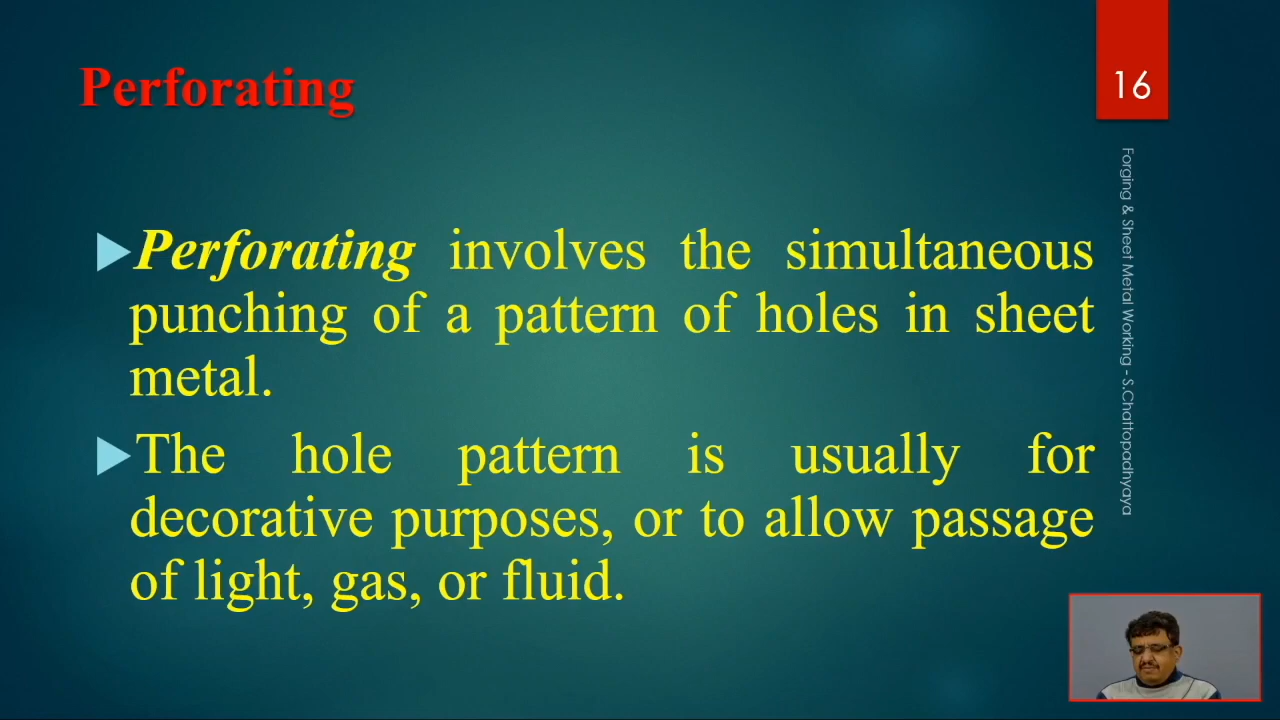 Perforating
16
Perforating involves the simultaneous
punching of a pattern of holes in sheet
metal.
The hole pattern is usually for
decorative purposes, or to allow passage
of light, gas, or fluid.
Forging & Sheet Metal Working - S.Chattopadhyaya